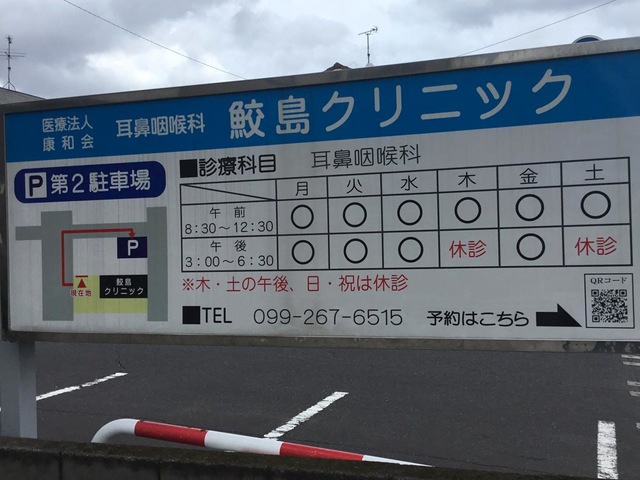 医療法人
康和会
耳鼻咽喉科 鮫島クリニック
P 第2駐車場
P
現在地
鮫島
クリニック
■診療科目 耳鼻咽喉科
月 火 水 木 金 土
午前
8:30~12:30 ○ ○ ○ ○ ○ ○
午後
3:00~6:30 ○ ○ ○ 休診 ○ 休診
※木・土の午後、日・祝は休診
■TEL 099-267-6515 予約はこちら
QRコード